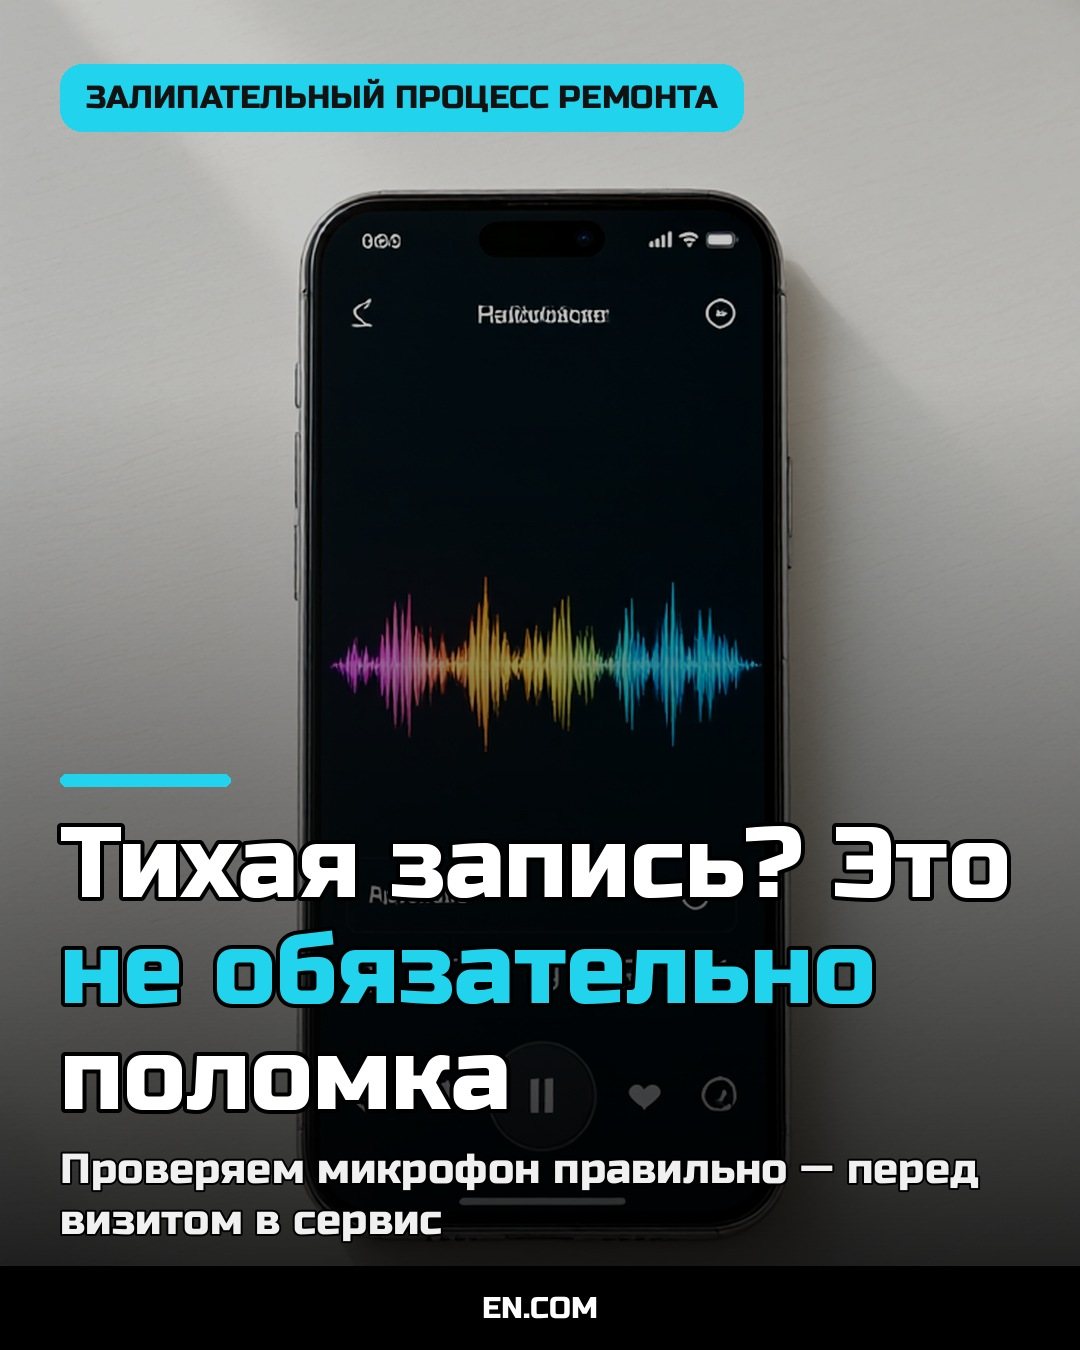 ЗАЛИПАТЕЛЬНЫЙ ПРОЦЕСС РЕМОНТА
Тихая запись? Это
не обязательно
поломка
Проверяем микрофон правильно — перед
визитом в сервис
EN.COM